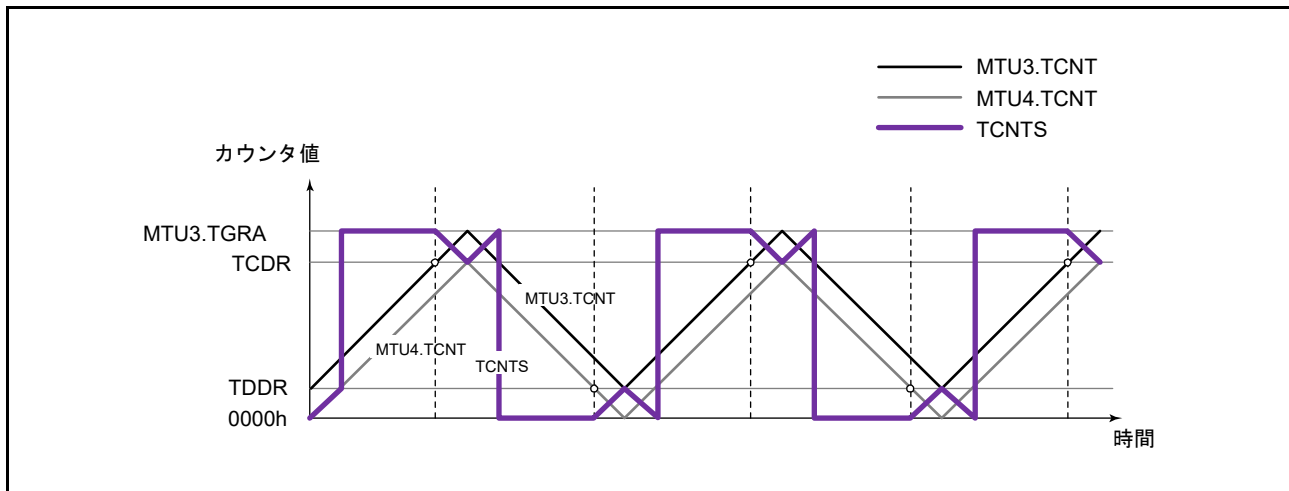 MTU3.TCNT
MTU4.TCNT
TCNTS
カウンタ値
MTU3.TGRA
TCDR
MTU3.TCNT
MTU4.TCNT
TCNTS
TDDR
0000h
時間